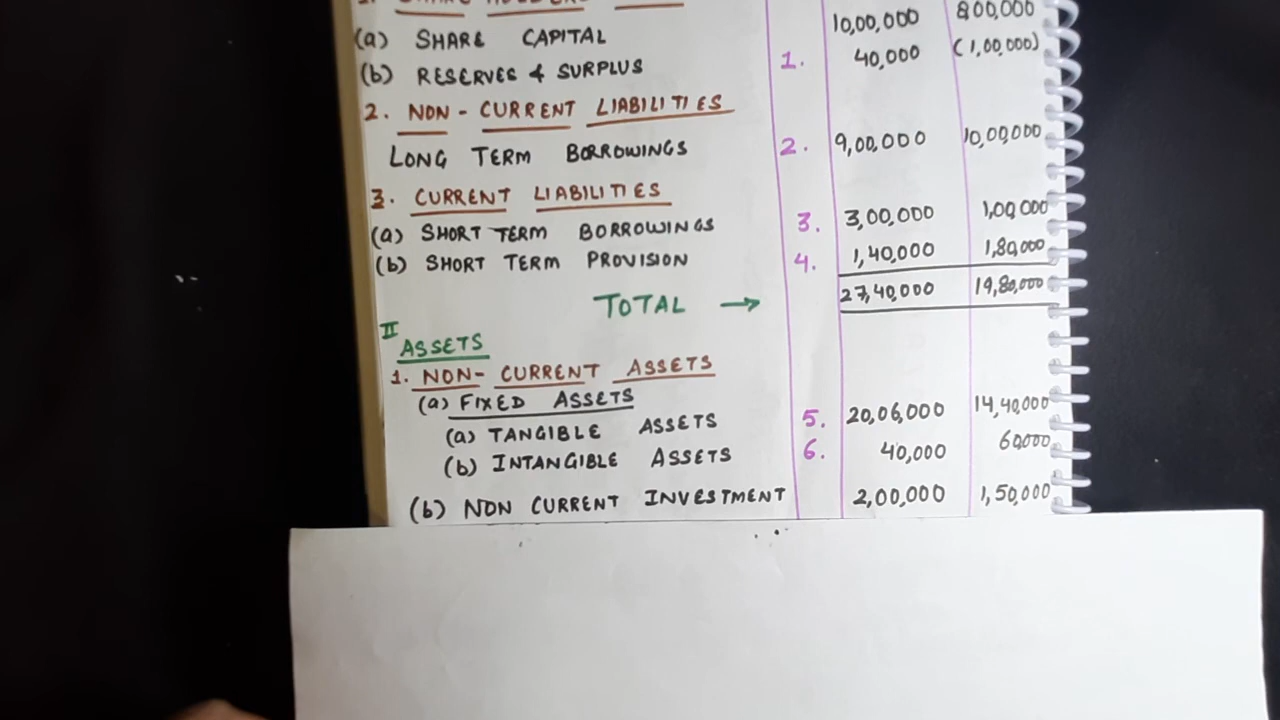 10,00,000 800,000
(a) SHARE CAPITAL
(b) RESERVES & SURPLUS 1. 40,000 (1,00,000)
2. NON-CURRENT LIABILITIES
LONG TERM BORROWINGS 2. 9,00,000 10,00,000
3. CURRENT LIABILITIES
(a) SHORT TERM BORROWINGS 3. 3,00,000 1,00,000
(b) SHORT TERM PROVISION 4. 1,40,000 1,80,000
TOTAL → 27,40,000 19,80,000
II
ASSETS
1. NON-CURRENT ASSETS
(a) FIXED ASSETS
(a) TANGIBLE ASSETS 5. 20,06,000 14,40,000
(b) INTANGIBLE ASSETS 6. 40,000 60,000
(b) NON CURRENT INVESTMENT 2,00,000 1,50,000